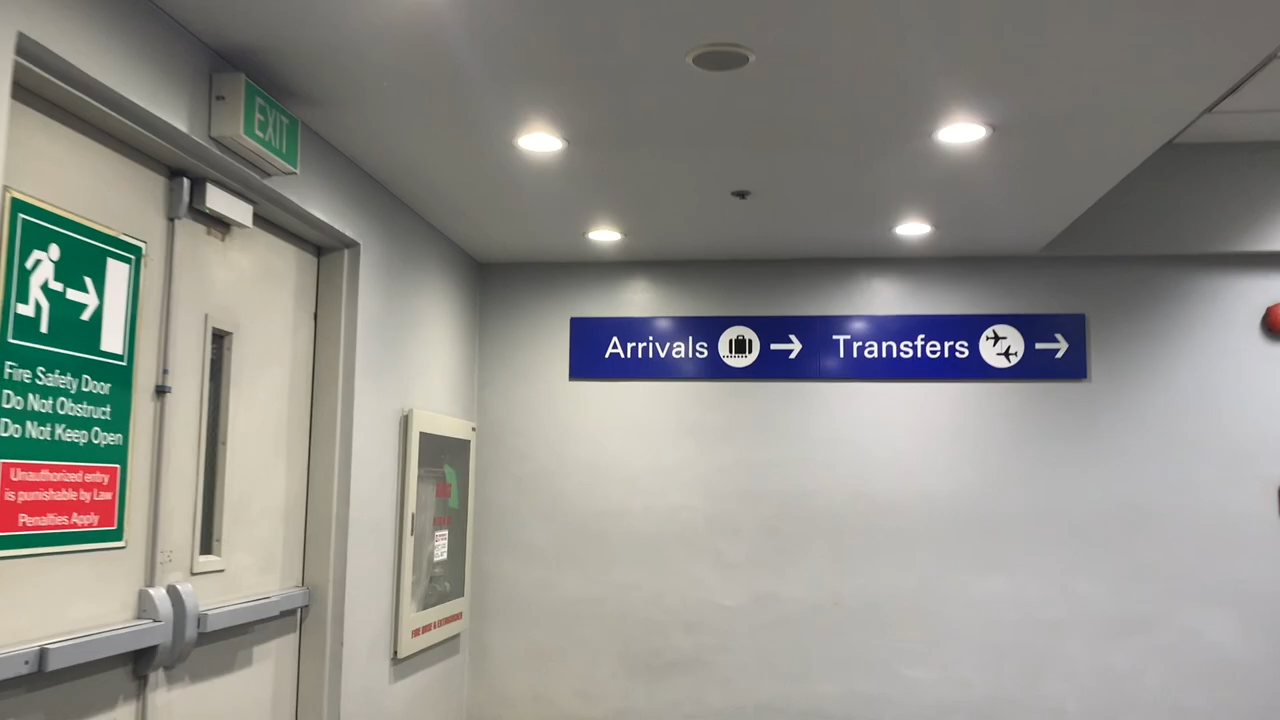 EXIT
Fire Safety Door
Do Not Obstruct
Do Not Keep Open
Unauthorized entry
is punishable by Law
Penalties Apply
Arrivals
Transfers
FIRE HOSE & EXTINGUISHER